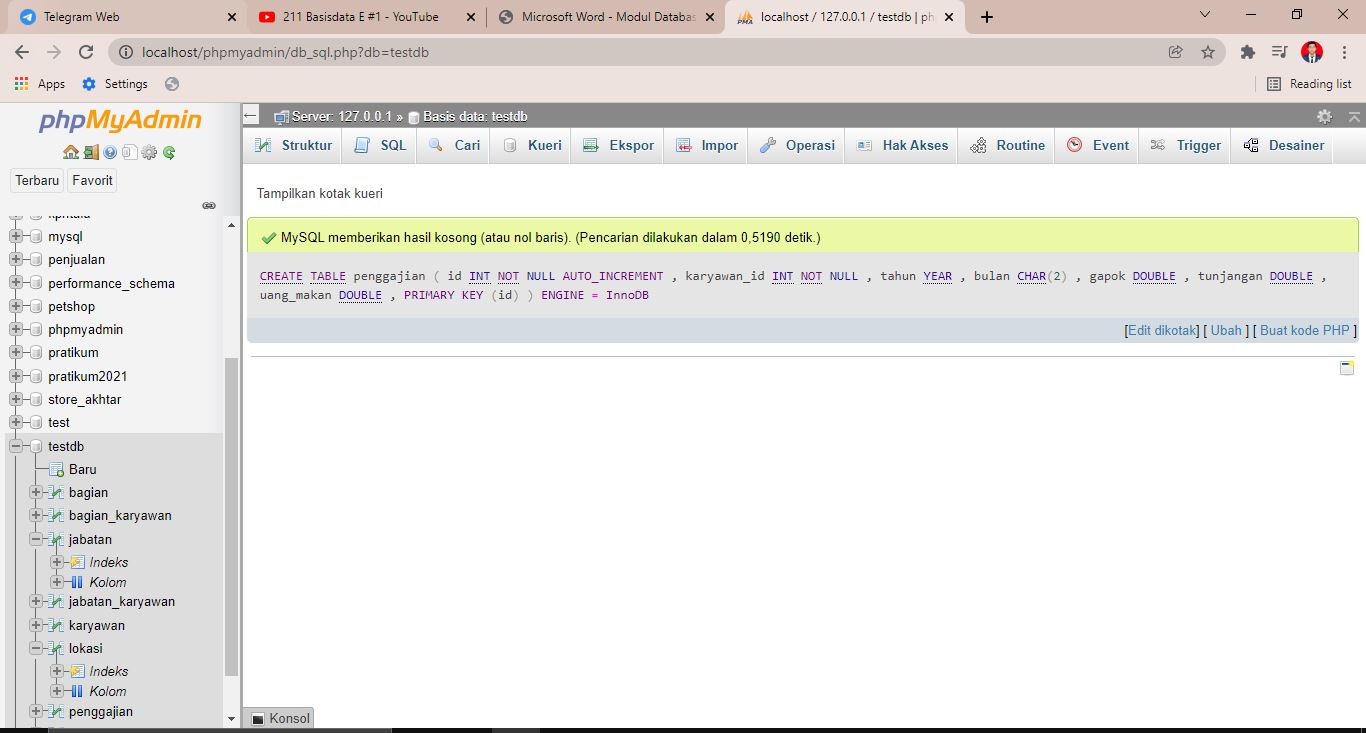 Telegram Web
211 Basisdata E #1 - YouTube
Microsoft Word - Modul Databas
localhost / 127.0.0.1 / testdb | ph
localhost/phpmyadmin/db_sql.php?db=testdb
Apps
Settings
Reading list
phpMyAdmin
Terbaru
Favorit
mysql
penjualan
performance_schema
petshop
phpmyadmin
pratikum
pratikum2021
store_akhtar
test
testdb
Baru
bagian
bagian_karyawan
jabatan
Indeks
Kolom
jabatan_karyawan
karyawan
lokasi
Indeks
Kolom
penggajian
Server: 127.0.0.1 » Basis data: testdb
Struktur
SQL
Cari
Kueri
Ekspor
Impor
Operasi
Hak Akses
Routine
Event
Trigger
Desainer
Tampilkan kotak kueri
MySQL memberikan hasil kosong (atau nol baris). (Pencarian dilakukan dalam 0,5190 detik.)
CREATE TABLE penggajian ( id INT NOT NULL AUTO_INCREMENT , karyawan_id INT NOT NULL , tahun YEAR , bulan CHAR(2) , gapok DOUBLE , tunjangan DOUBLE ,
uang_makan DOUBLE , PRIMARY KEY (id) ) ENGINE = InnoDB
[Edit dikotak] [ Ubah ] [ Buat kode PHP ]
Konsol